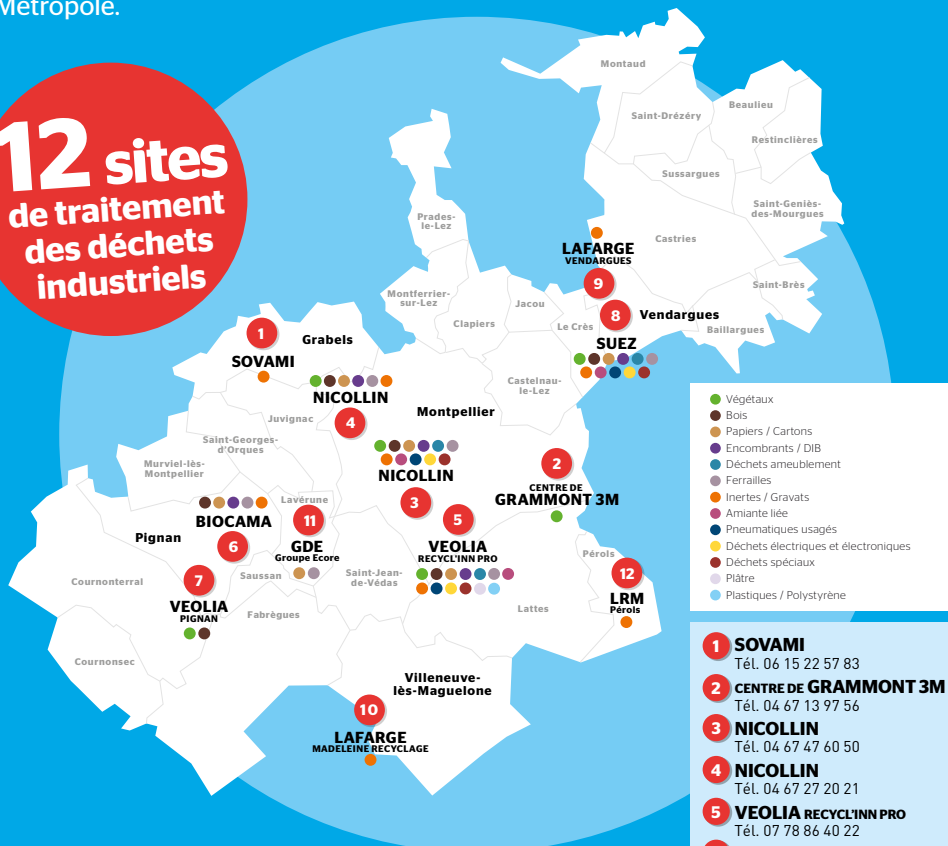 Métropole.
12 sites
de traitement
des déchets
industriels
Montaud
Saint-Drézéry
Beaulieu
Restinclières
Sussargues
Saint-Geniès-
des-Mourgues
Castries
Prades-
le-Lez
LAFARGE
VENDARGUES
9
Saint-Brès
Montferrier-
sur-Lez
Jacou
Clapiers
Le Crès
8
Vendargues
Baillargues
SUEZ
1
Grabels
SOVAMI
NICOLLIN
4
Castelnau-
le-Lez
Montpellier
Juvignac
Saint-Georges-
d'Orques
Murviel-lès-
Montpellier
NICOLLIN
3
2
CENTRE DE
GRAMMONT 3M
Lavérune
BIOCAMA
6
11
GDE
Groupe Ecore
5
VEOLIA
RECYCL'INN PRO
Pignan
Pérols
12
LRM
Pérols
Cournonterral
7
VEOLIA
PIGNAN
Saussan
Saint-Jean-
de-Védas
Fabrègues
Lattes
Cournonsec
Villeneuve-
lès-Maguelone
10
LAFARGE
MADELEINE RECYCLAGE
Végétaux
Bois
Papiers / Cartons
Encombrants / DIB
Déchets ameublement
Ferrailles
Inertes / Gravats
Amiante liée
Pneumatiques usagés
Déchets électriques et électroniques
Déchets spéciaux
Plâtre
Plastiques / Polystyrène
1 SOVAMI
Tél. 06 15 22 57 83
2 CENTRE DE GRAMMONT 3M
Tél. 04 67 13 97 56
3 NICOLLIN
Tél. 04 67 47 60 50
4 NICOLLIN
Tél. 04 67 27 20 21
5 VEOLIA RECYCL'INN PRO
Tél. 07 78 86 40 22